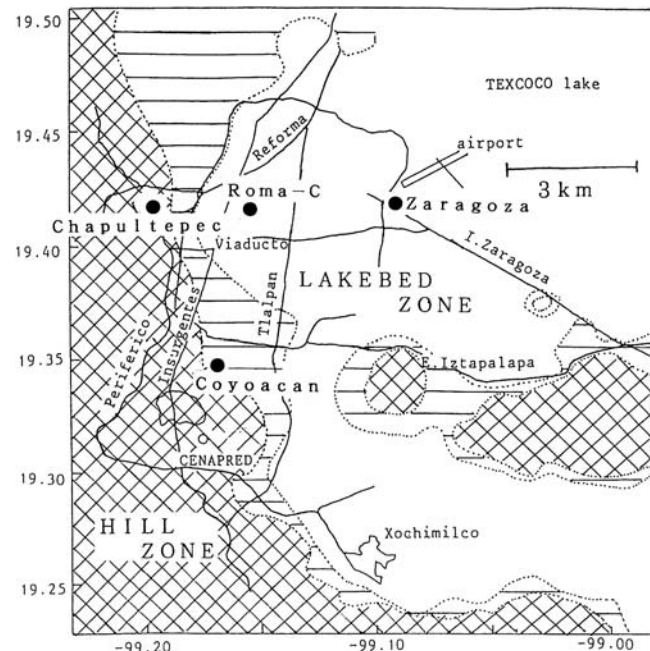 19.50
TEXCOCO lake
19.45
Reforma
airport
3 km
Roma-C
Zaragoza
Chapultepec
19.40
Viaducto
I.Zaragoza
LAKEBED
ZONE
Tlalpan
Insurgentes
Periferico
19.35
E.Iztapalapa
Coyoacan
CENAPRED
19.30
HILL
ZONE
Xochimilco
19.25
-99.20
-99.10
-99.00